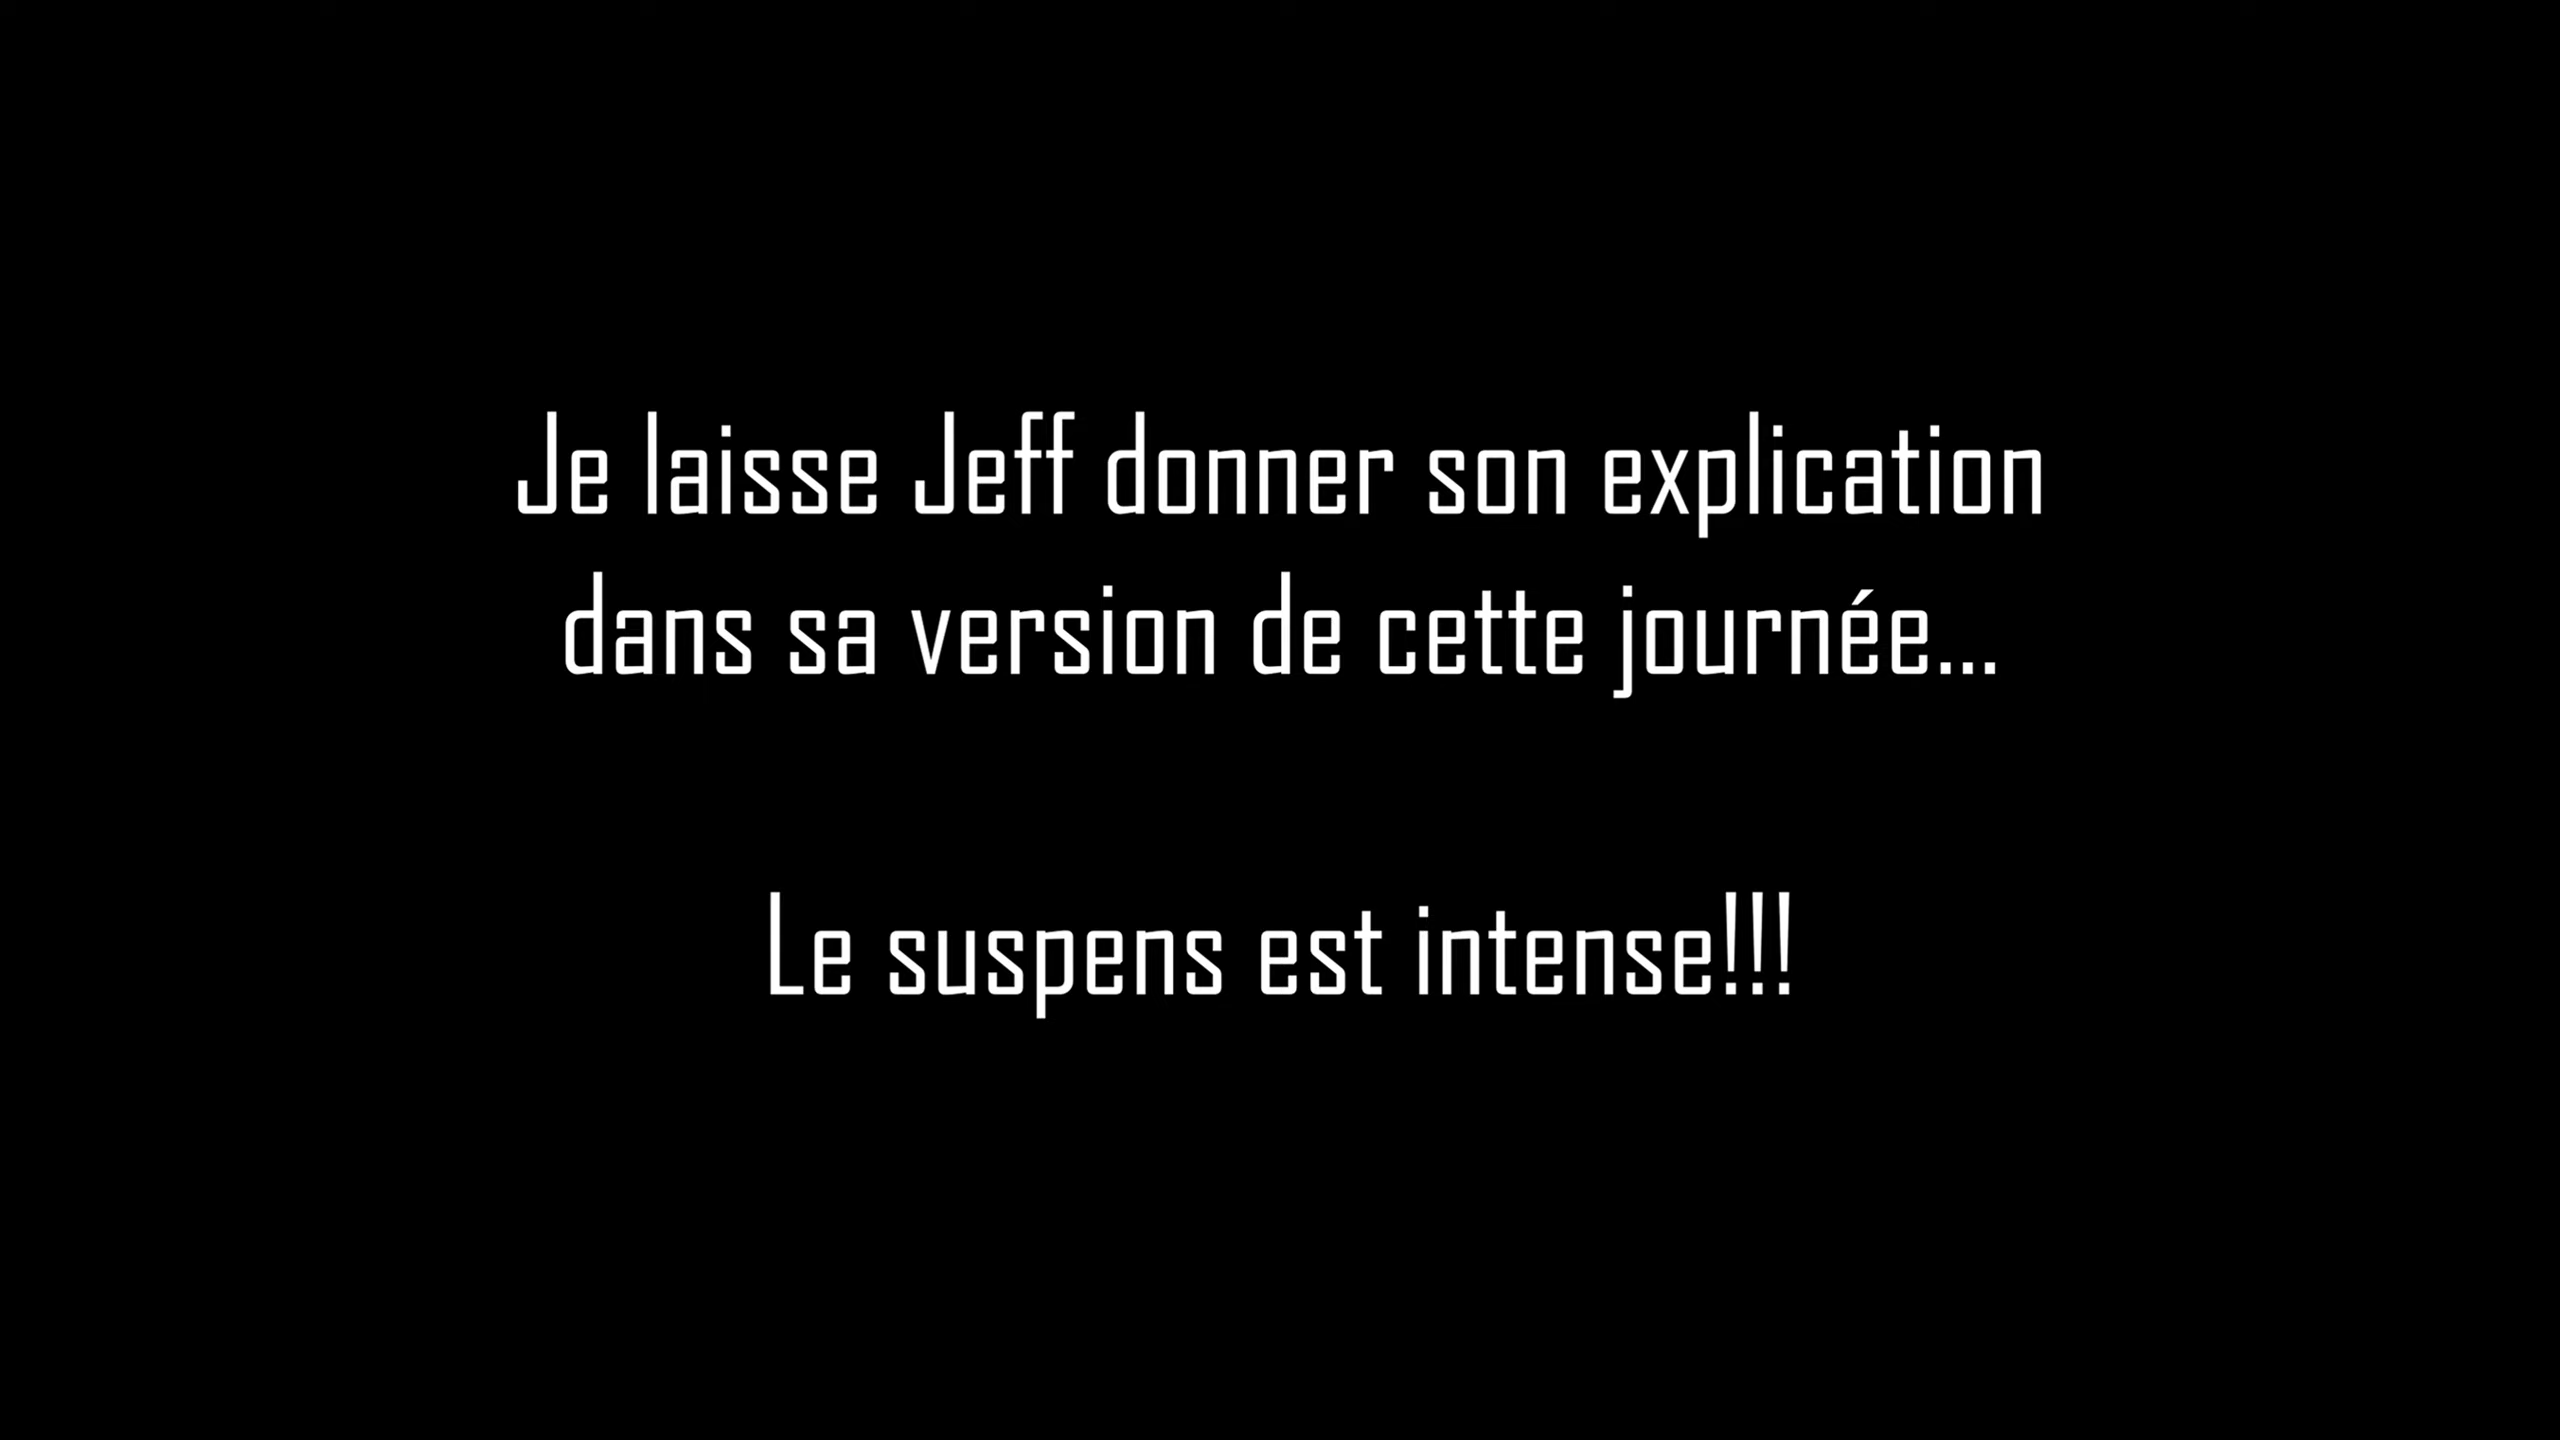 Je laisse Jeff donner son explication
dans sa version de cette journée...
Le suspens est intense!!!